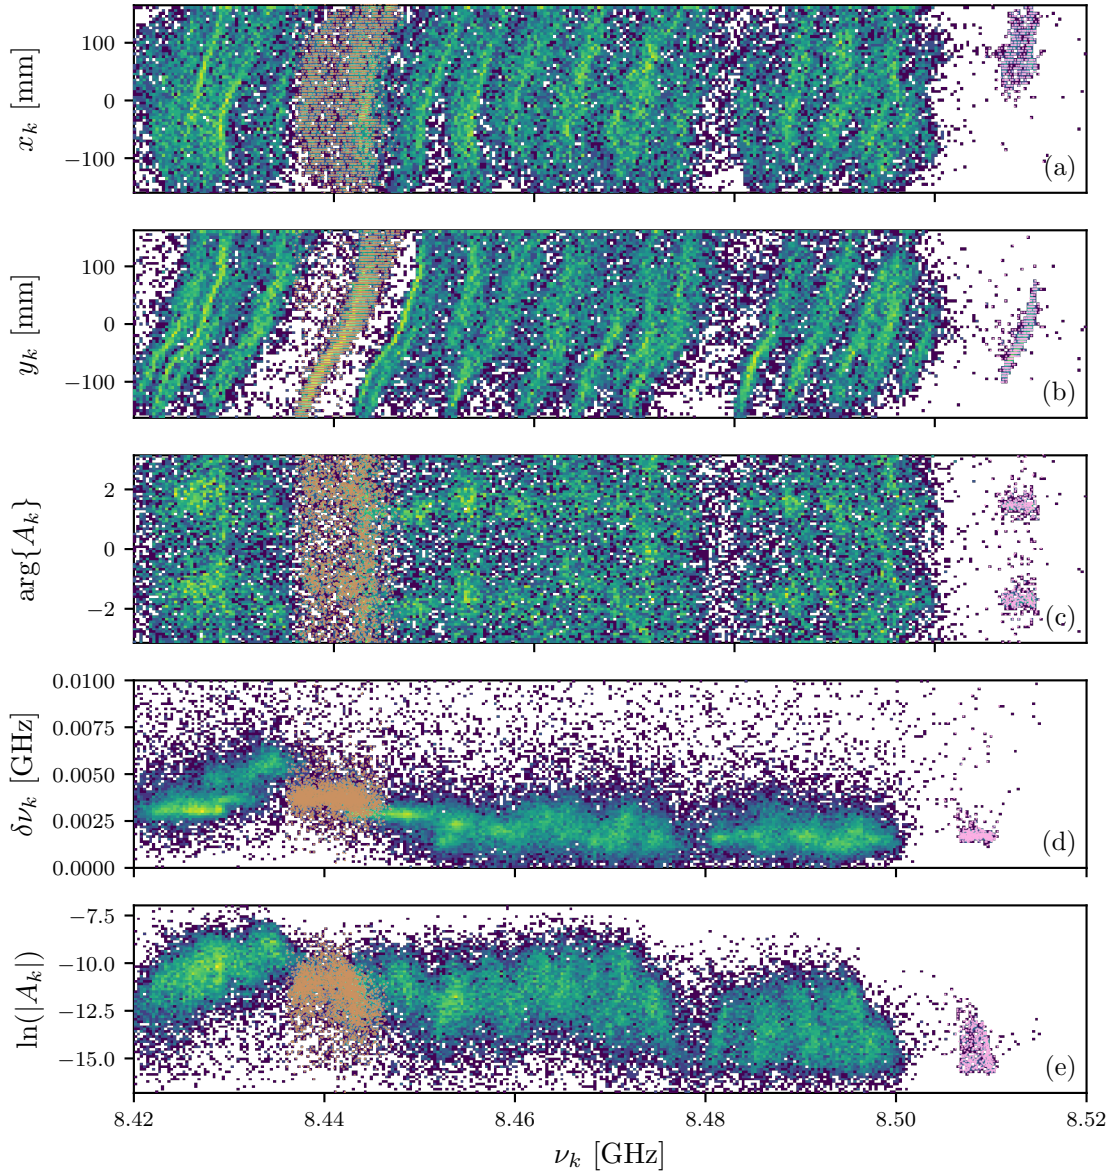 x_k [mm]
100
0
−100
(a)
y_k [mm]
100
0
−100
(b)
arg{A_k}
2
0
−2
(c)
δν_k [GHz]
0.0100
0.0075
0.0050
0.0025
0.0000
(d)
ln(|A_k|)
−7.5
−10.0
−12.5
−15.0
(e)
8.42 8.44 8.46 8.48 8.50 8.52
ν_k [GHz]